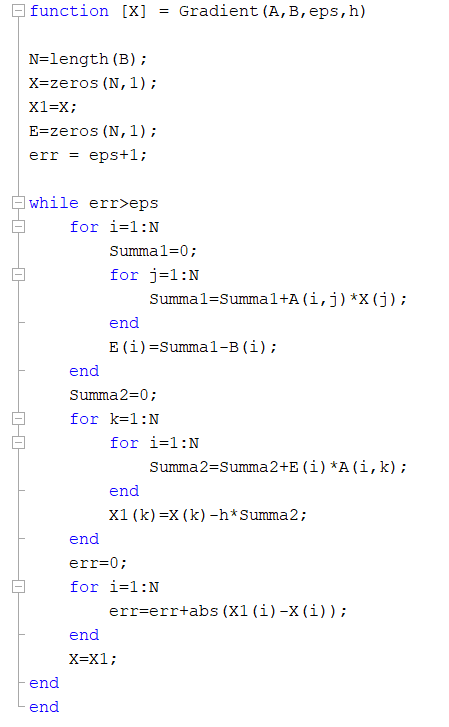 function [X] = Gradient(A,B,eps,h)
N=length(B);
X=zeros(N,1);
X1=X;
E=zeros(N,1);
err = eps+1;
while err>eps
for i=1:N
Summa1=0;
for j=1:N
Summa1=Summa1+A(i,j)*X(j);
end
E(i)=Summa1-B(i);
end
Summa2=0;
for k=1:N
for i=1:N
Summa2=Summa2+E(i)*A(i,k);
end
X1(k)=X(k)-h*Summa2;
end
err=0;
for i=1:N
err=err+abs(X1(i)-X(i));
end
X=X1;
end
end